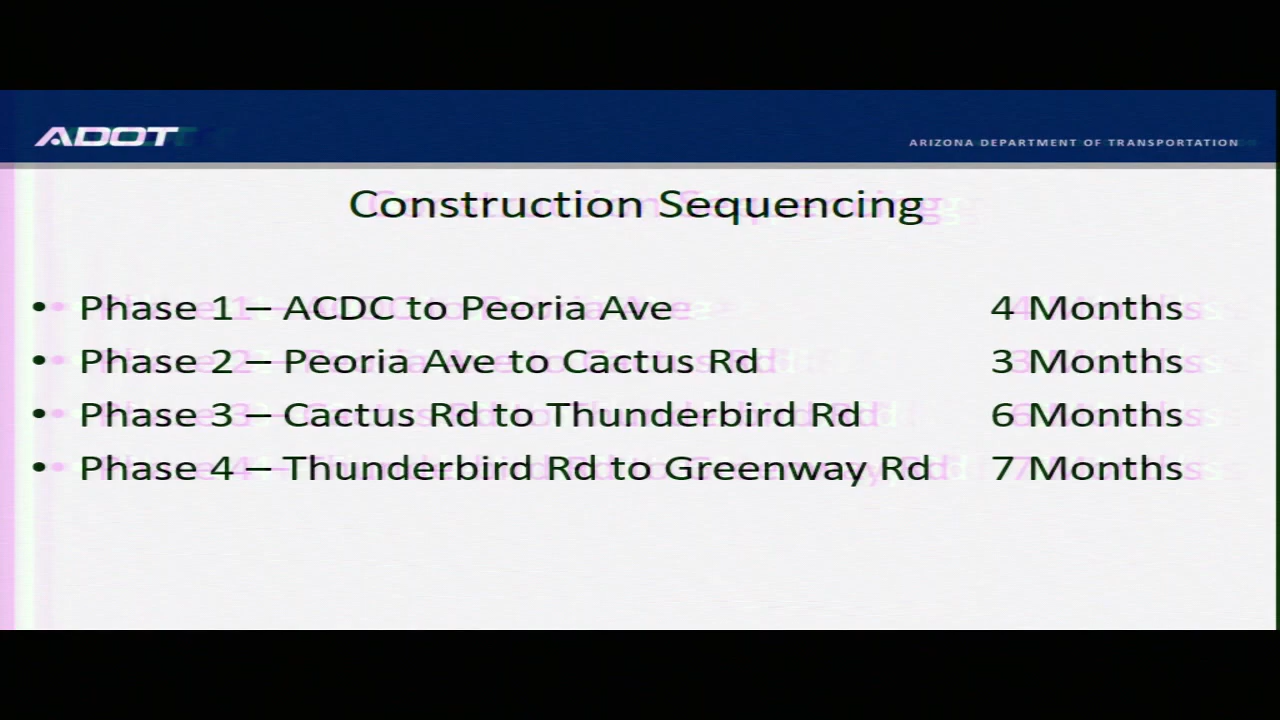 ADOT
ARIZONA DEPARTMENT OF TRANSPORTATION
Construction Sequencing
• Phase 1 – ACDC to Peoria Ave 4 Months
• Phase 2 – Peoria Ave to Cactus Rd 3 Months
• Phase 3 – Cactus Rd to Thunderbird Rd 6 Months
• Phase 4 – Thunderbird Rd to Greenway Rd 7 Months